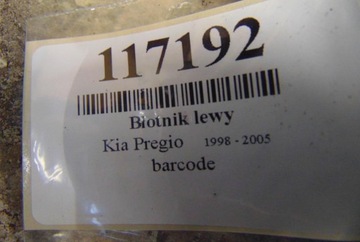 117192
Błotnik lewy
Kia Pregio 1998 - 2005
barcode